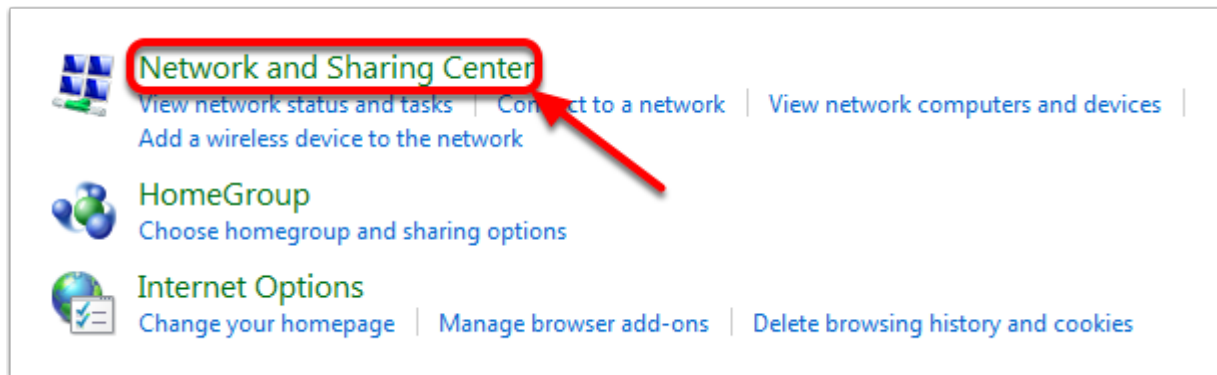 Network and Sharing Center
View network status and tasks Connect to a network View network computers and devices
Add a wireless device to the network
HomeGroup
Choose homegroup and sharing options
Internet Options
Change your homepage Manage browser add-ons Delete browsing history and cookies